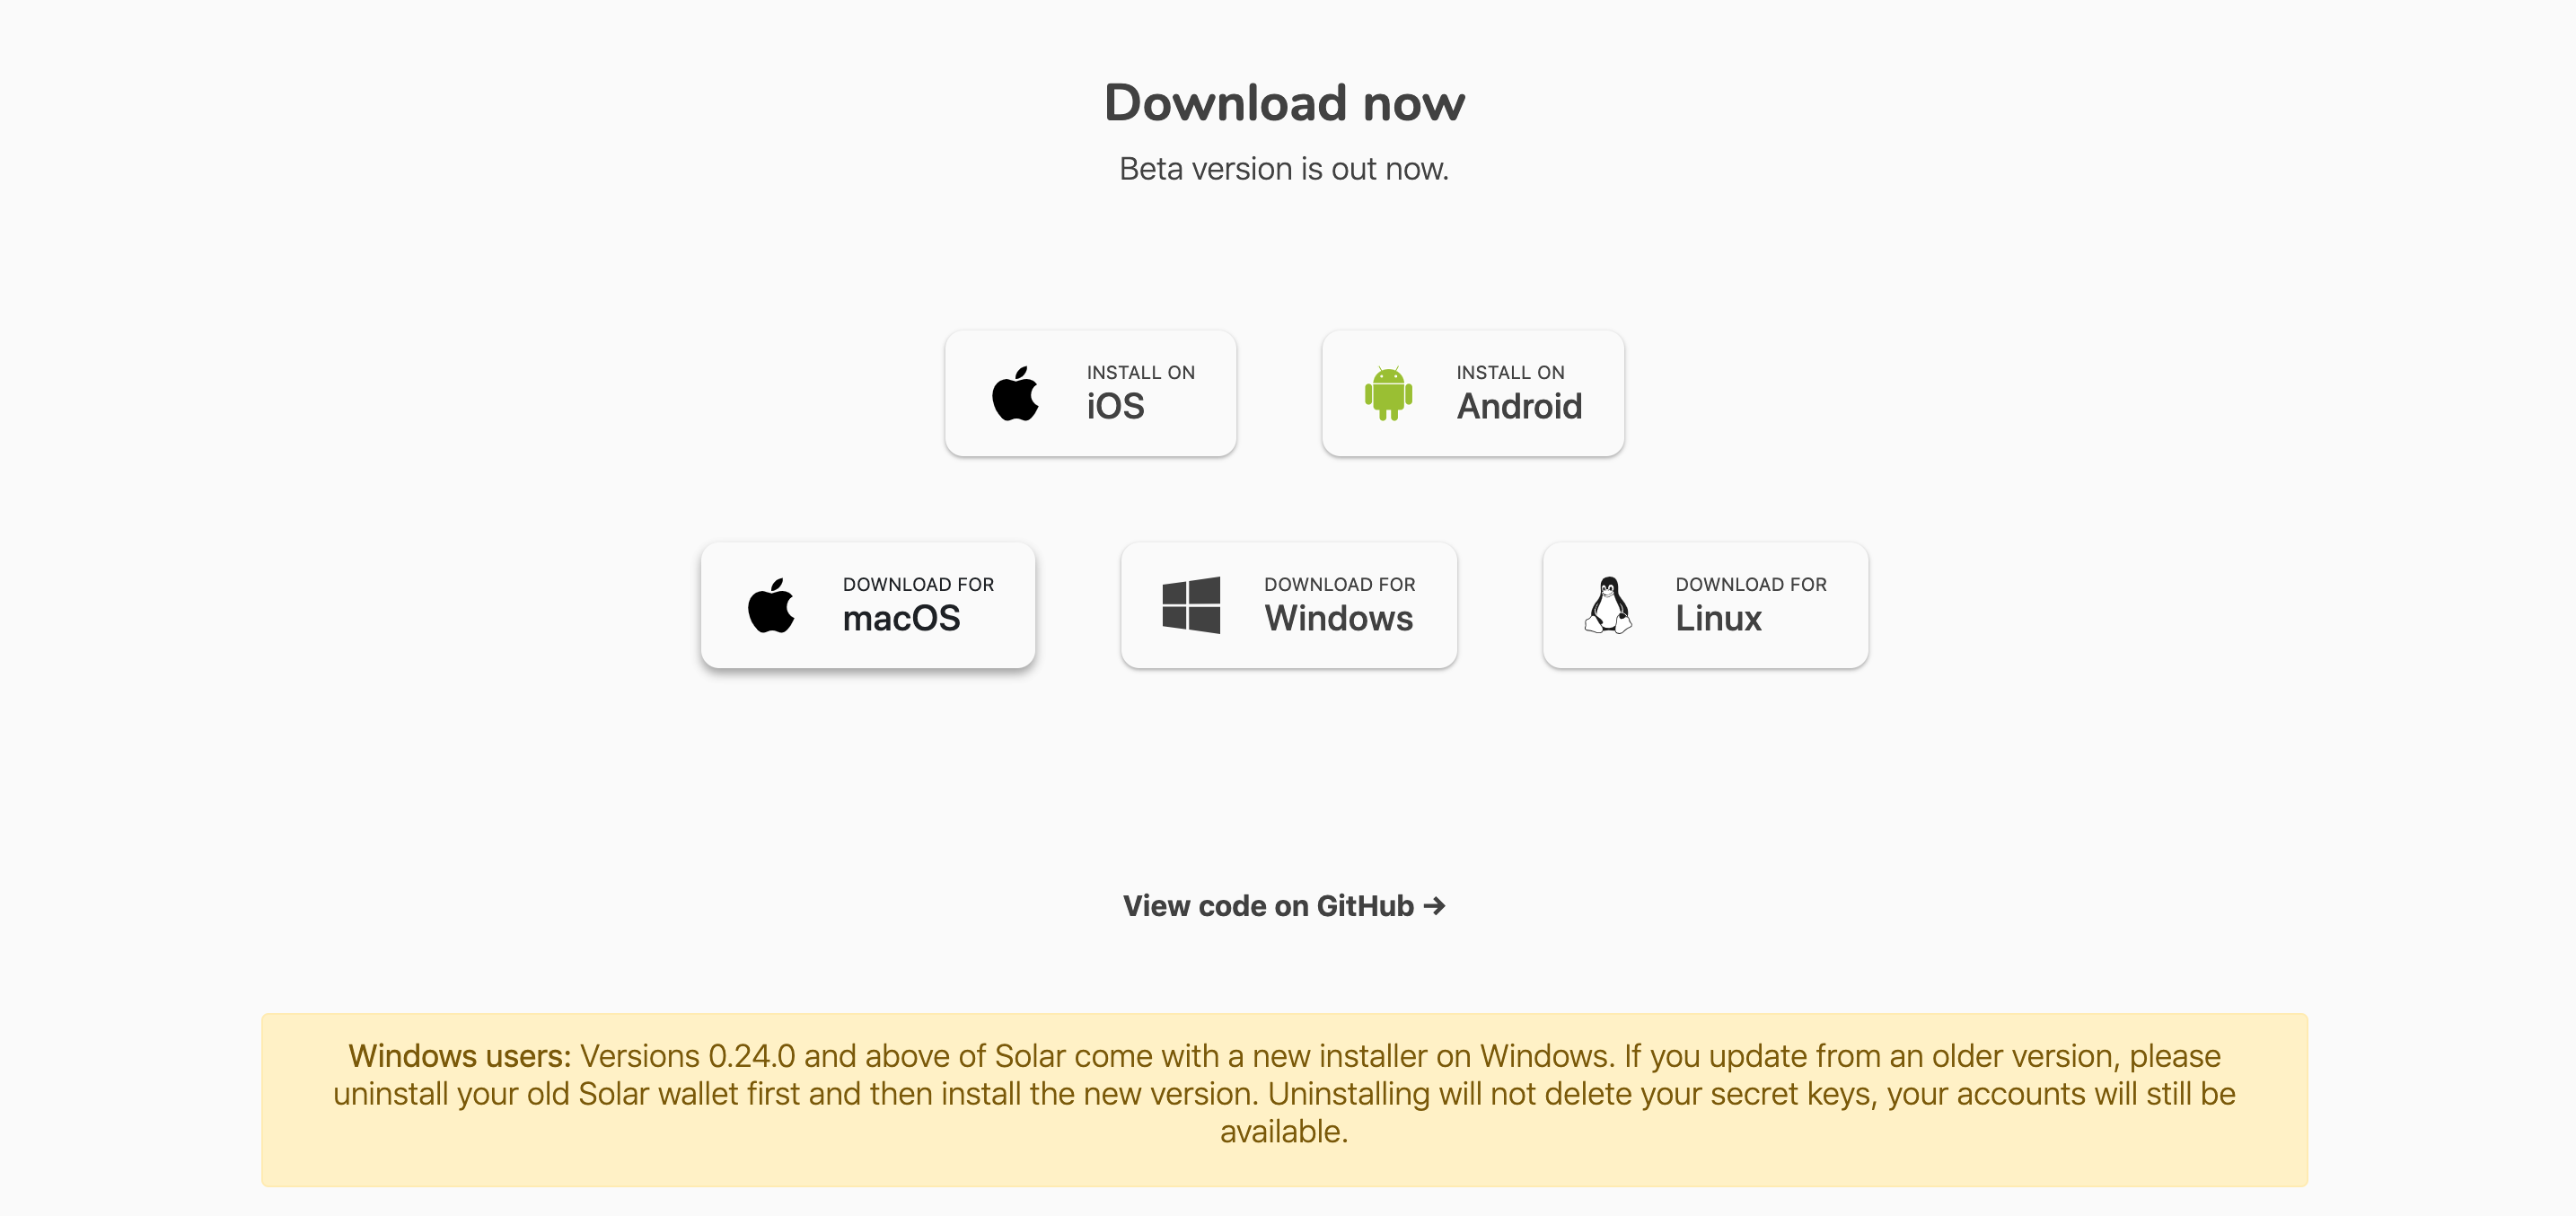 Download now
Beta version is out now.
INSTALL ON
iOS
INSTALL ON
Android
DOWNLOAD FOR
macOS
DOWNLOAD FOR
Windows
DOWNLOAD FOR
Linux
View code on GitHub →
Windows users: Versions 0.24.0 and above of Solar come with a new installer on Windows. If you update from an older version, please
uninstall your old Solar wallet first and then install the new version. Uninstalling will not delete your secret keys, your accounts will still be
available.